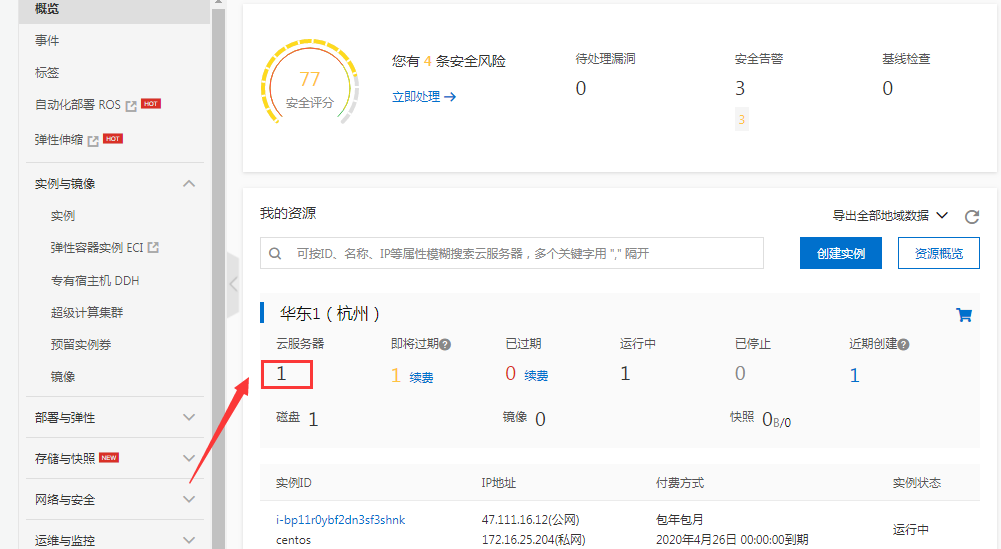 概览
事件
标签
自动化部署 ROS HOT
弹性伸缩 HOT
实例与镜像
实例
弹性容器实例 ECI
专有宿主机 DDH
超级计算集群
预留实例券
镜像
部署与弹性
存储与快照 NEW
网络与安全
运维与监控
77
安全评分
您有 4 条安全风险
立即处理
待处理漏洞
0
安全告警
3
3
基线检查
0
我的资源
导出全部地域数据
可按ID、名称、IP等属性模糊搜索云服务器，多个关键字用 "," 隔开
创建实例
资源概览
华东1（杭州）
云服务器 即将过期 已过期 运行中 已停止 近期创建
1 1 续费 0 续费 1 0 1
磁盘 1 镜像 0 快照 0B/0
实例ID IP地址 付费方式 实例状态
i-bp11r0ybf2dn3sf3shnk 47.111.16.12(公网) 包年包月 运行中
centos 172.16.25.204(私网) 2020年4月26日 00:00:00到期